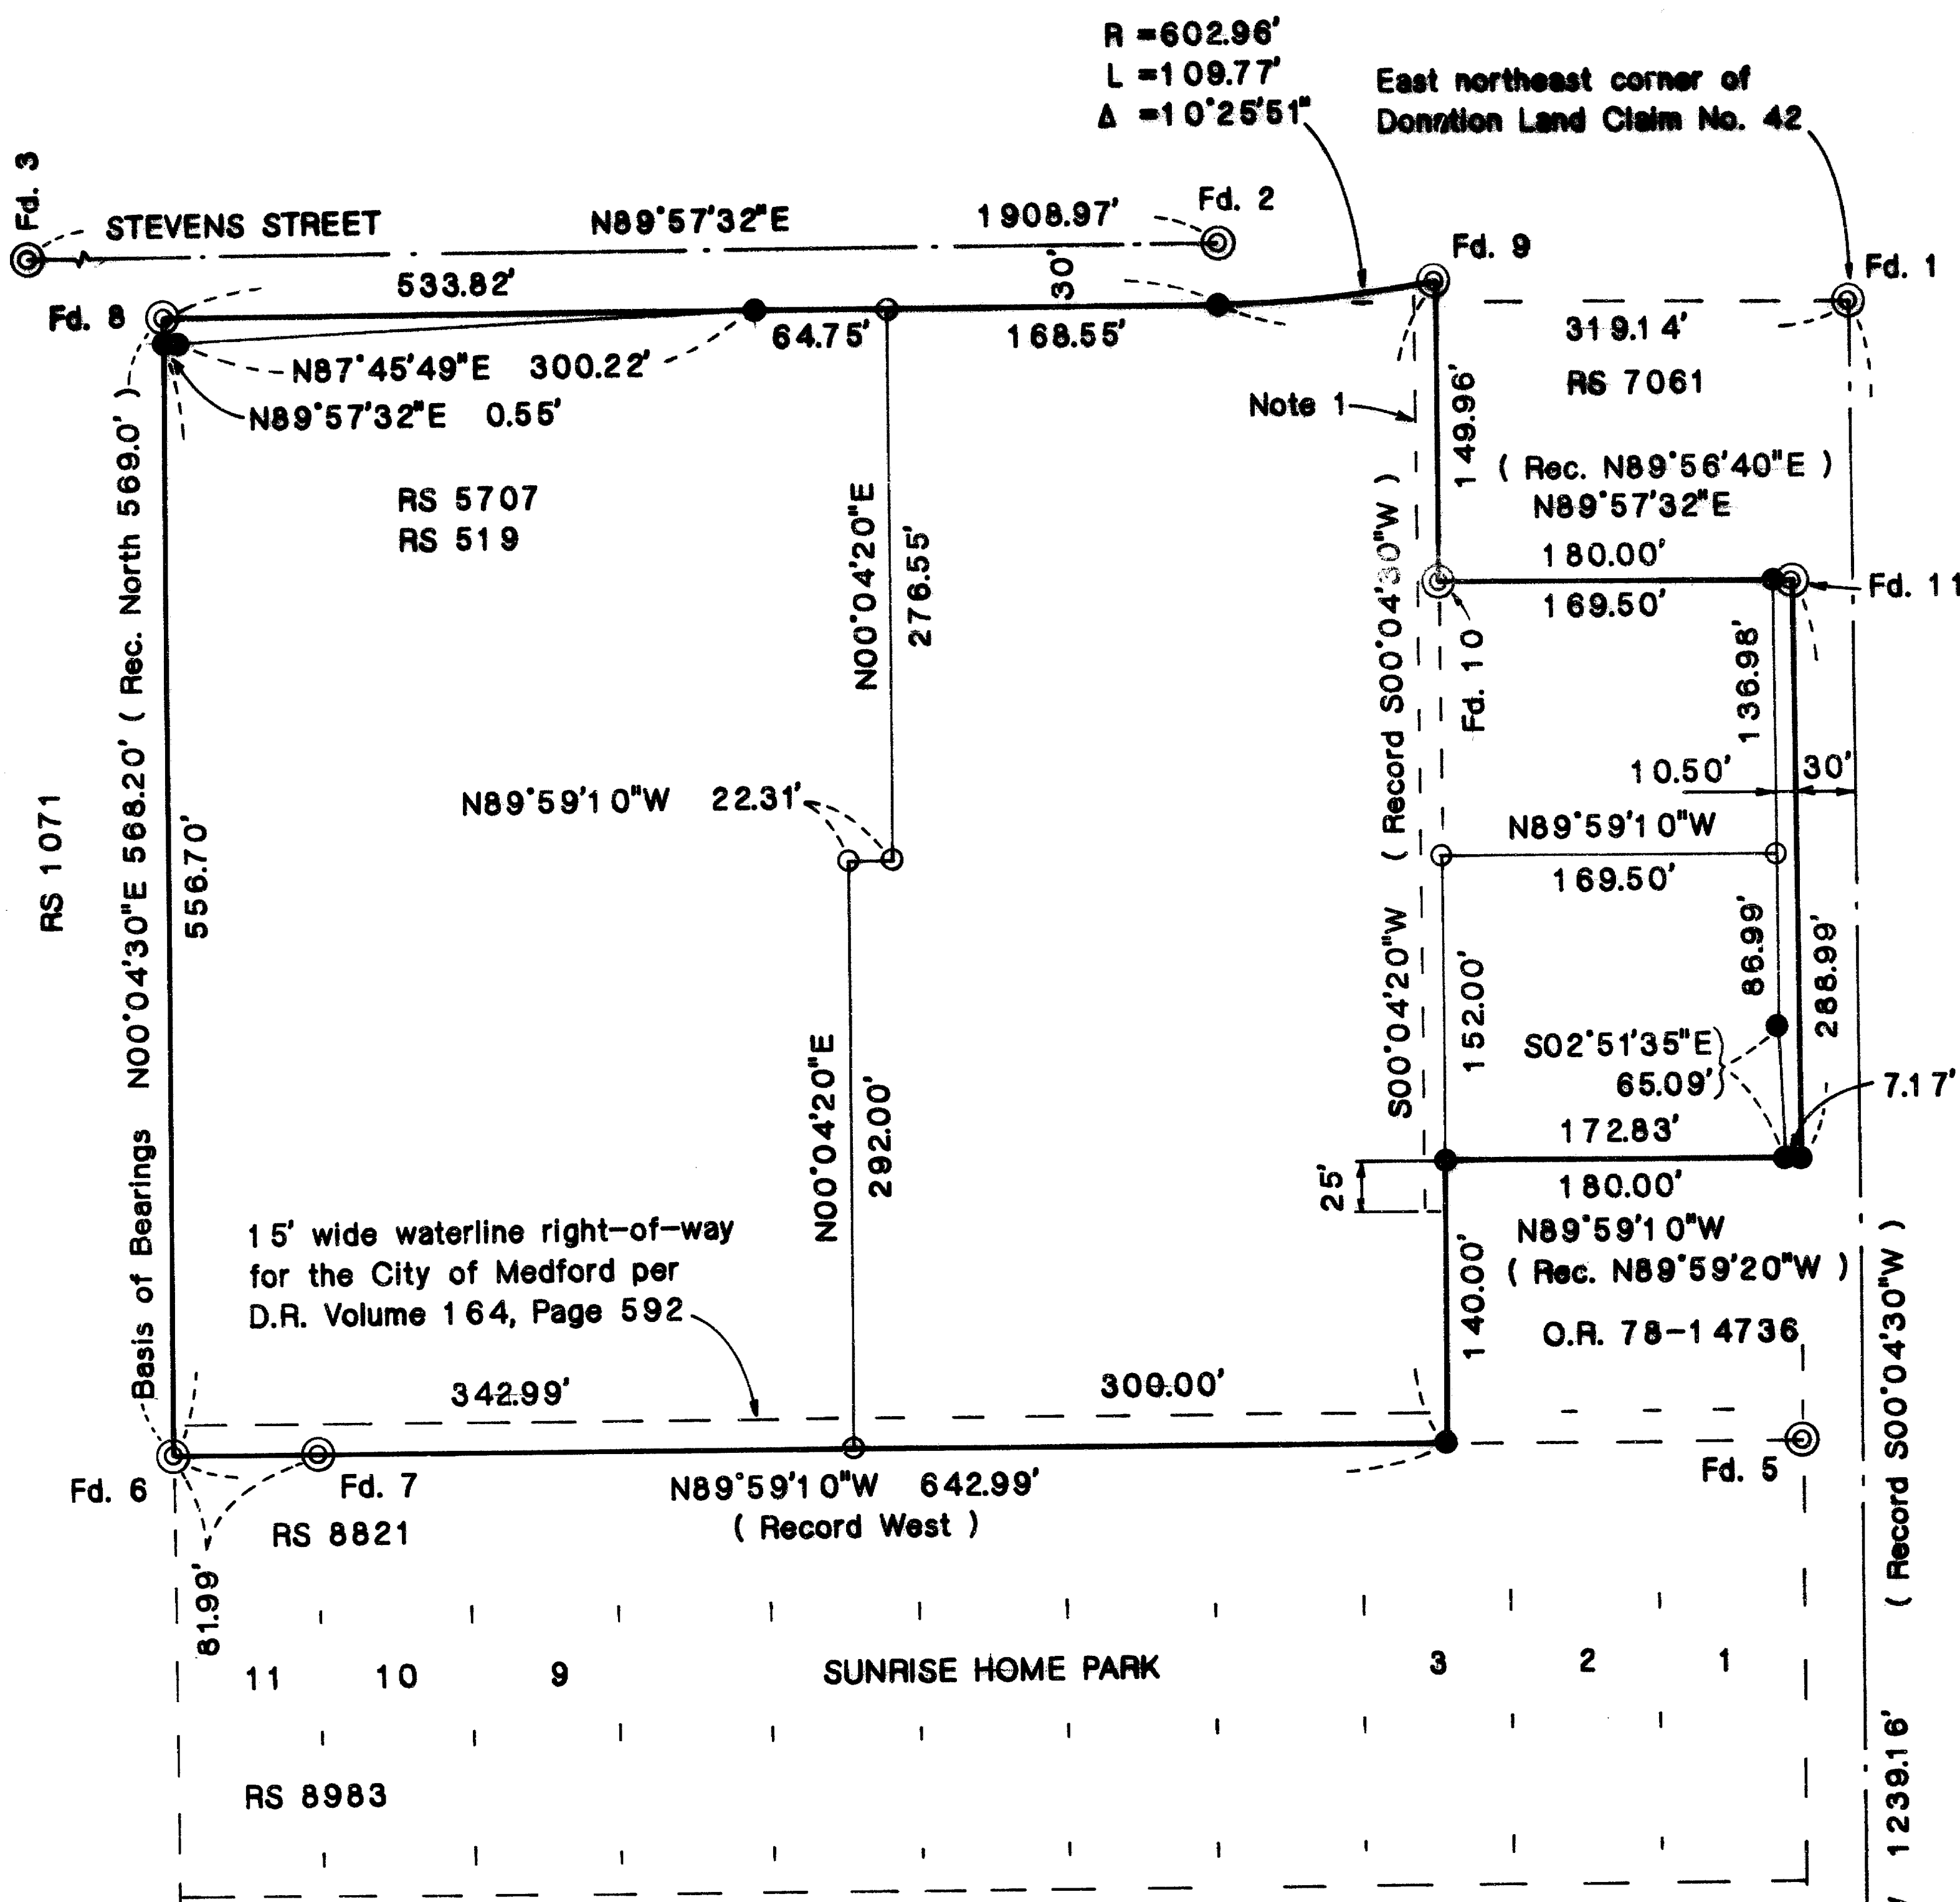 R =602.96'
L =109.77'
Δ =10°25'51"
East northeast corner of
Donation Land Claim No. 42
Fd. 3
STEVENS STREET
N89°57'32"E
1908.97'
Fd. 2
Fd. 9
Fd. 1
533.82'
30'
Fd. 8
64.75'
168.55'
319.14'
N87°45'49"E 300.22'
RS 7061
N89°57'32"E 0.55'
Note 1
149.96'
( Rec. N89°56'40"E )
N89°57'32"E
RS 5707
RS 519
180.00'
169.50'
Fd. 11
N00°04'20"E
276.55'
Fd. 10
136.98'
10.50'
30'
RS 1071
Basis of Bearings N00°04'30"E 568.20' ( Rec. North 569.0' )
556.70'
N89°59'10"W 22.31'
S00°04'20"W ( Record S00°04'30"W )
N89°59'10"W
169.50'
86.99'
288.99'
152.00'
S02°51'35"E
65.09'
7.17'
N00°04'20"E
292.00'
172.83'
180.00'
25'
N89°59'10"W
( Rec. N89°59'20"W )
15' wide waterline right-of-way
for the City of Medford per
D.R. Volume 164, Page 592
140.00'
O.R. 78-14736
342.99'
300.00'
Fd. 6
Fd. 7
N89°59'10"W 642.99'
( Record West )
Fd. 5
RS 8821
81.99'
1239.16' ( Record S00°04'30"W )
11
10
9
SUNRISE HOME PARK
3
2
1
RS 8983